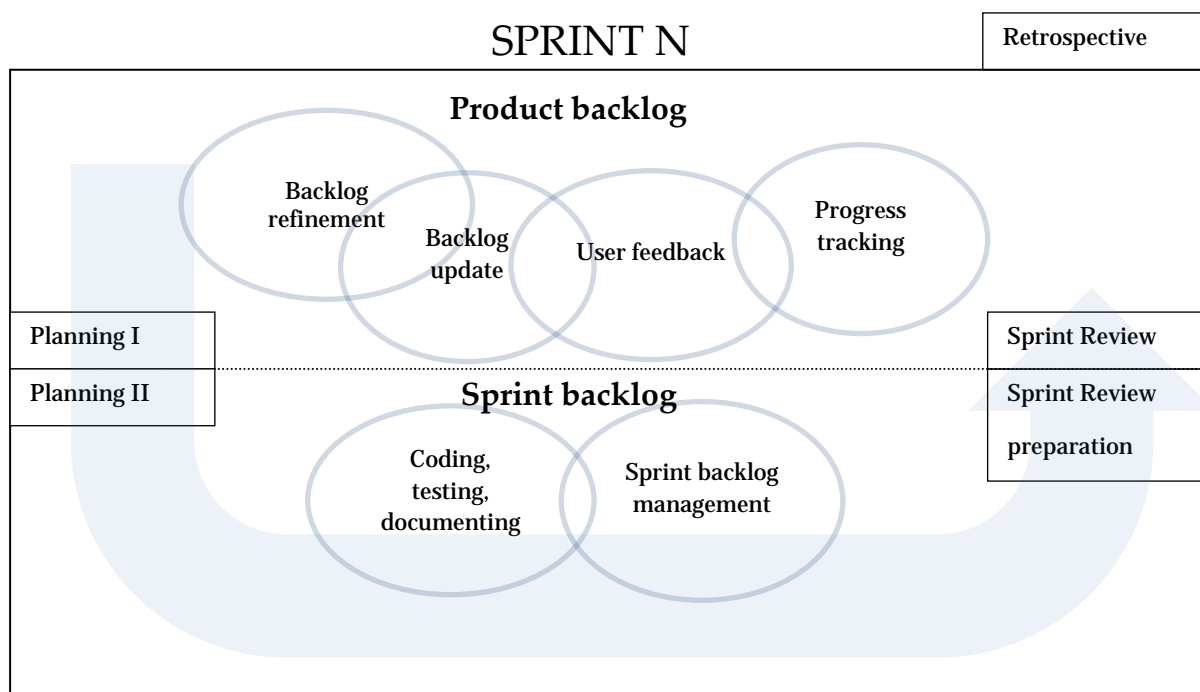 SPRINT N
Retrospective
Product backlog
Backlog
refinement
Backlog
update
User feedback
Progress
tracking
Planning I
Sprint Review
Planning II
Sprint backlog
Sprint Review
preparation
Coding,
testing,
documenting
Sprint backlog
management